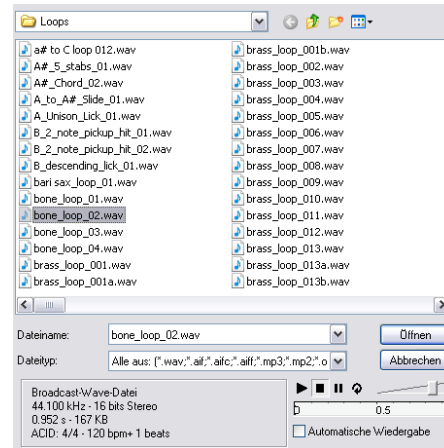 Loops
a# to C loop 012.wav
A#_5_stabs_01.wav
A#_Chord_02.wav
A_to_A#_Slide_01.wav
A_Unison_Lick_01.wav
B_2_note_pickup_hit_01.wav
B_2_note_pickup_hit_02.wav
B_descending_lick_01.wav
bari sax_loop_01.wav
bone_loop_01.wav
bone_loop_02.wav
bone_loop_03.wav
bone_loop_04.wav
brass_loop_001.wav
brass_loop_001a.wav
brass_loop_001b.wav
brass_loop_002.wav
brass_loop_003.wav
brass_loop_004.wav
brass_loop_005.wav
brass_loop_006.wav
brass_loop_007.wav
brass_loop_008.wav
brass_loop_009.wav
brass_loop_010.wav
brass_loop_011.wav
brass_loop_012.wav
brass_loop_013.wav
brass_loop_013a.wav
brass_loop_013b.wav
Dateiname: bone_loop_02.wav Öffnen
Dateityp: Alle aus: (*.wav;*.aif;*.aifc;*.aiff;*.mp3;*.mp2;*.o Abbrechen
Broadcast-Wave-Datei
44.100 kHz - 16 bits Stereo
0.952 s - 167 KB
ACID: 4/4 - 120 bpm+ 1 beats
0.5
Automatische Wiedergabe